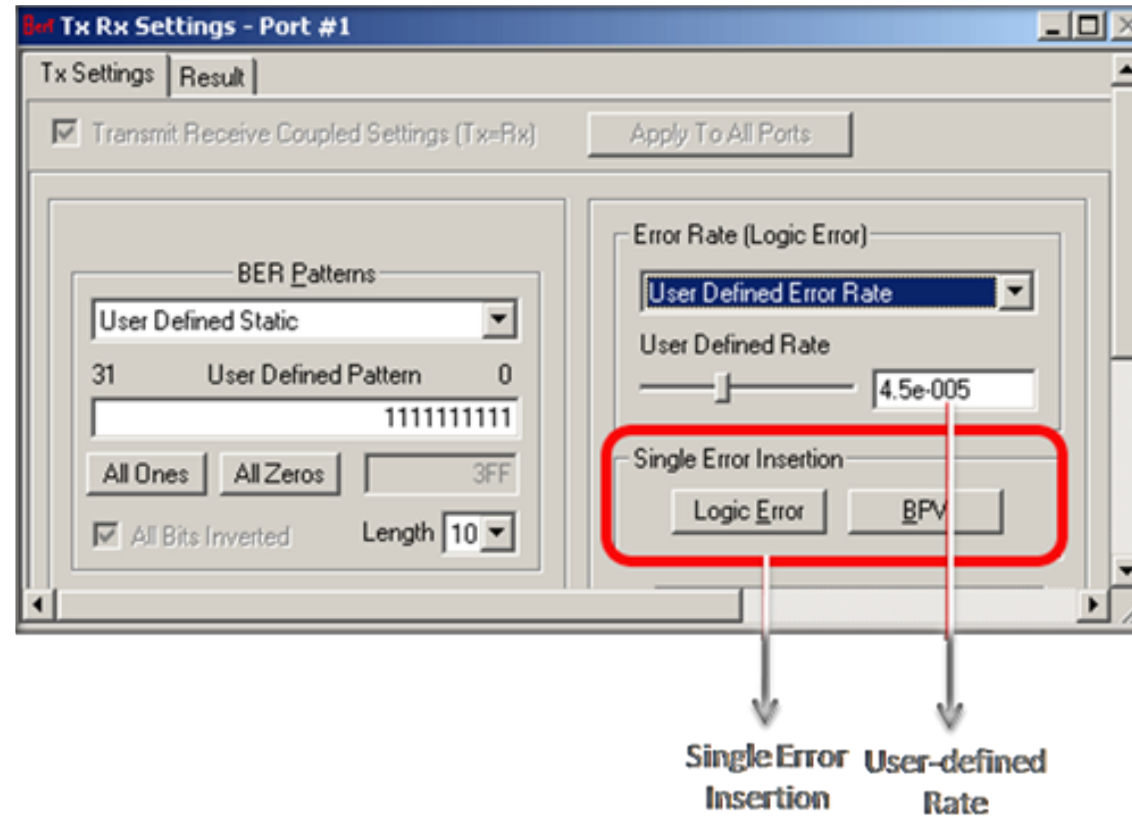 Bert Tx Rx Settings - Port #1
Tx Settings Result
Transmit Receive Coupled Settings (Tx=Rx) Apply To All Ports
BER Patterns
User Defined Static
31 User Defined Pattern 0
1111111111
All Ones All Zeros 3FF
All Bits Inverted Length 10
Error Rate (Logic Error)
User Defined Error Rate
User Defined Rate
4.5e-005
Single Error Insertion
Logic Error BPV
Single Error
Insertion
User-defined
Rate